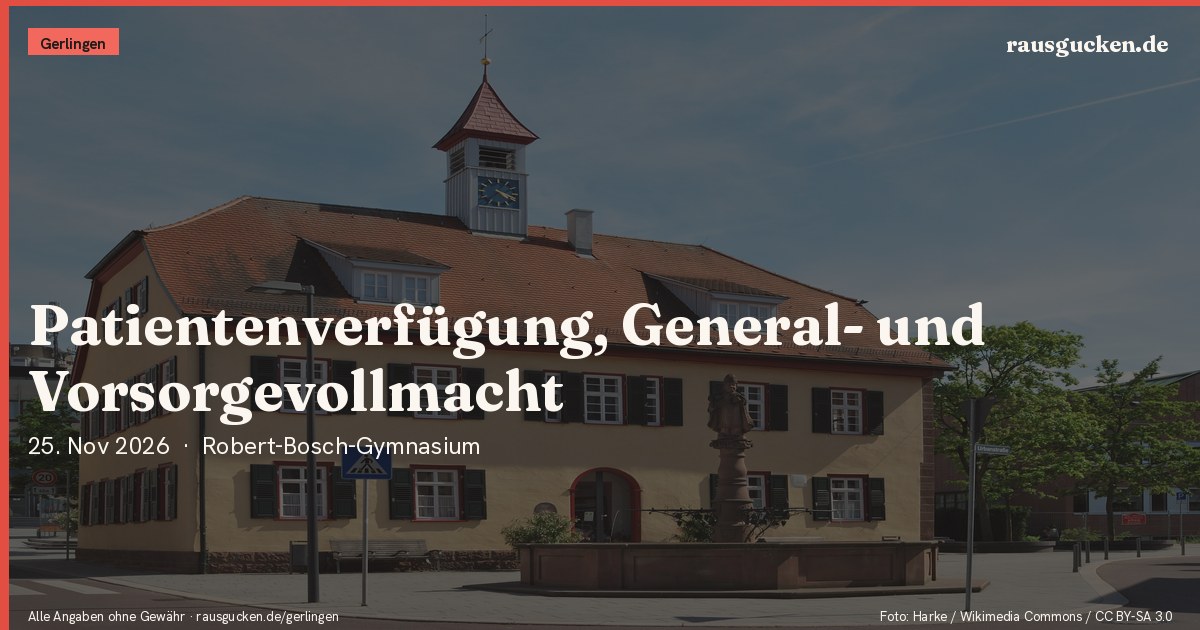 Gerlingen
rausgucken.de
Patientenverfügung, General- und
Vorsorgevollmacht
25. Nov 2026 · Robert-Bosch-Gymnasium
20
Alle Angaben ohne Gewähr · rausgucken.de/gerlingen
Foto: Harke / Wikimedia Commons / CC BY-SA 3.0